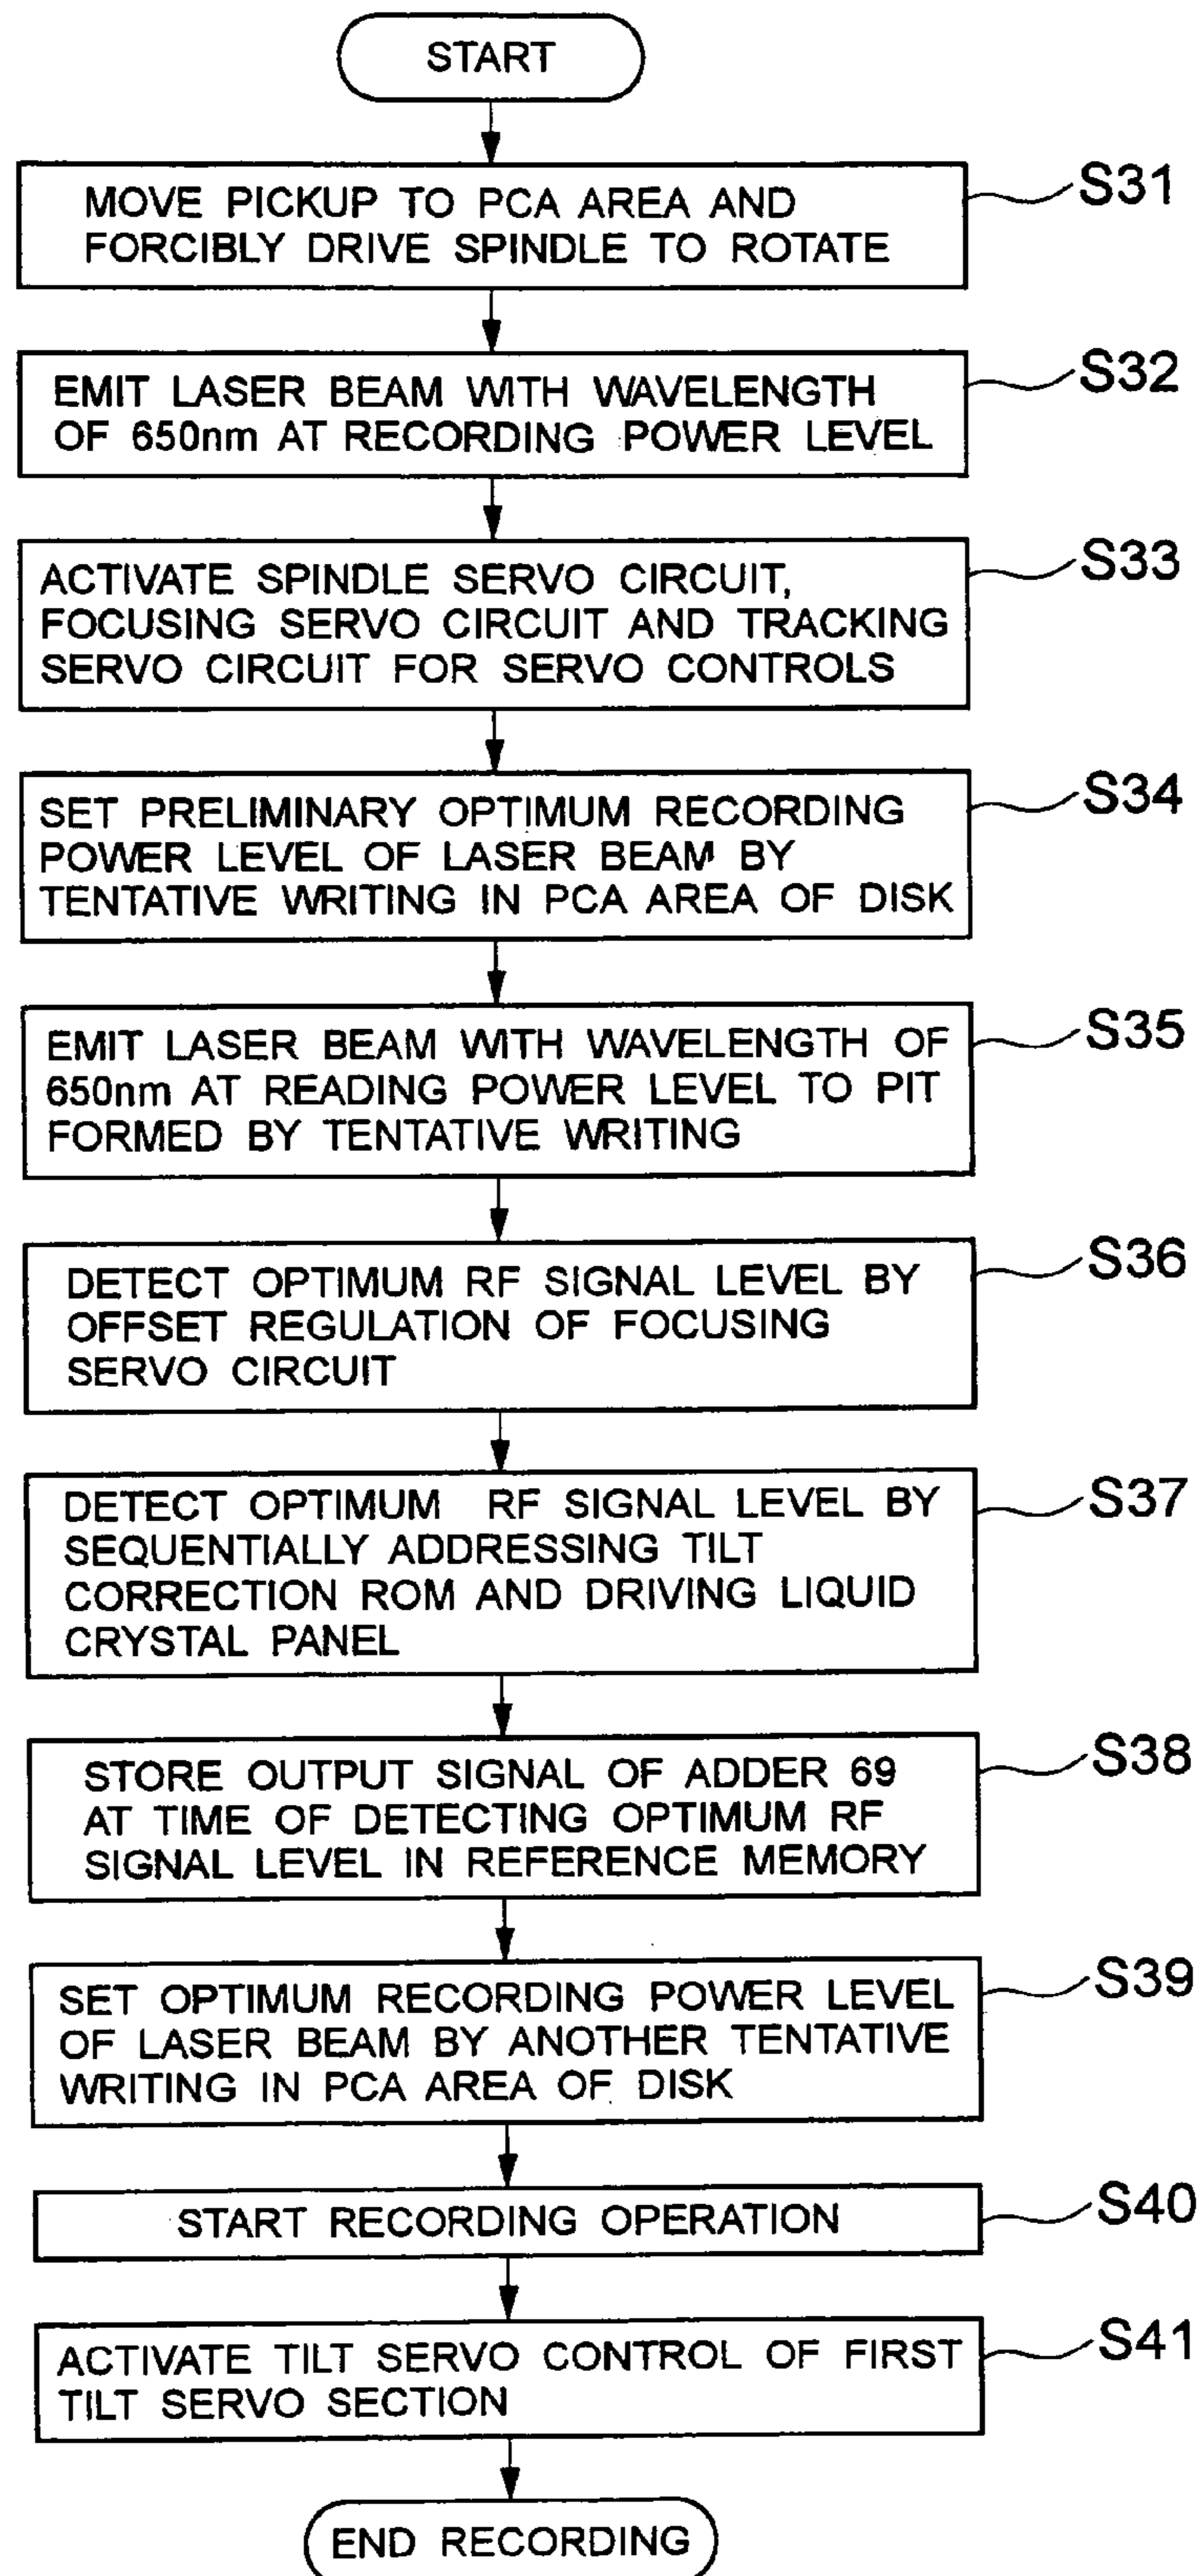 START
MOVE PICKUP TO PCA AREA AND
FORCIBLY DRIVE SPINDLE TO ROTATE
S31
EMIT LASER BEAM WITH WAVELENGTH
OF 650nm AT RECORDING POWER LEVEL
S32
ACTIVATE SPINDLE SERVO CIRCUIT,
FOCUSING SERVO CIRCUIT AND TRACKING
SERVO CIRCUIT FOR SERVO CONTROLS
S33
SET PRELIMINARY OPTIMUM RECORDING
POWER LEVEL OF LASER BEAM BY
TENTATIVE WRITING IN PCA AREA OF DISK
S34
EMIT LASER BEAM WITH WAVELENGTH OF
650nm AT READING POWER LEVEL TO PIT
FORMED BY TENTATIVE WRITING
S35
DETECT OPTIMUM RF SIGNAL LEVEL BY
OFFSET REGULATION OF FOCUSING
SERVO CIRCUIT
S36
DETECT OPTIMUM RF SIGNAL LEVEL BY
SEQUENTIALLY ADDRESSING TILT
CORRECTION ROM AND DRIVING LIQUID
CRYSTAL PANEL
S37
STORE OUTPUT SIGNAL OF ADDER 69
AT TIME OF DETECTING OPTIMUM RF
SIGNAL LEVEL IN REFERENCE MEMORY
S38
SET OPTIMUM RECORDING POWER LEVEL
OF LASER BEAM BY ANOTHER TENTATIVE
WRITING IN PCA AREA OF DISK
S39
START RECORDING OPERATION
S40
ACTIVATE TILT SERVO CONTROL OF FIRST
TILT SERVO SECTION
S41
END RECORDING